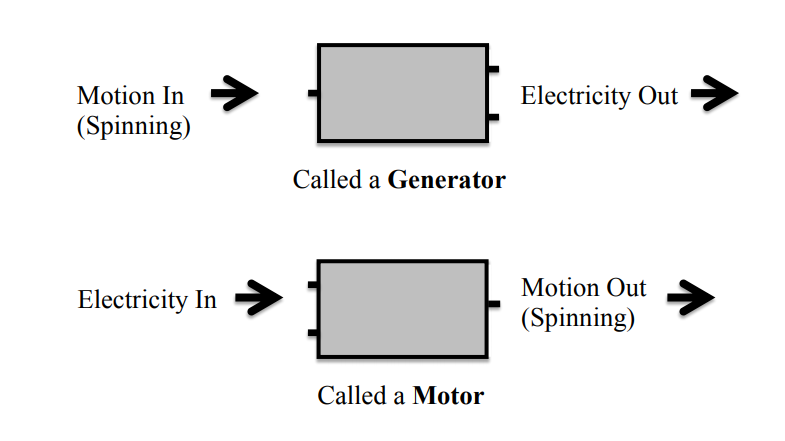 Motion In
(Spinning)
Electricity Out
Called a Generator
Electricity In
Motion Out
(Spinning)
Called a Motor